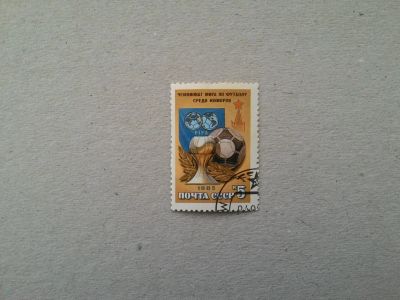 ЧЕМПИОНАТ МИРА ПО ФУТБОЛУ
СРЕДИ ЮНИОРОВ
FIFA
1985
ПОЧТА СССР
5